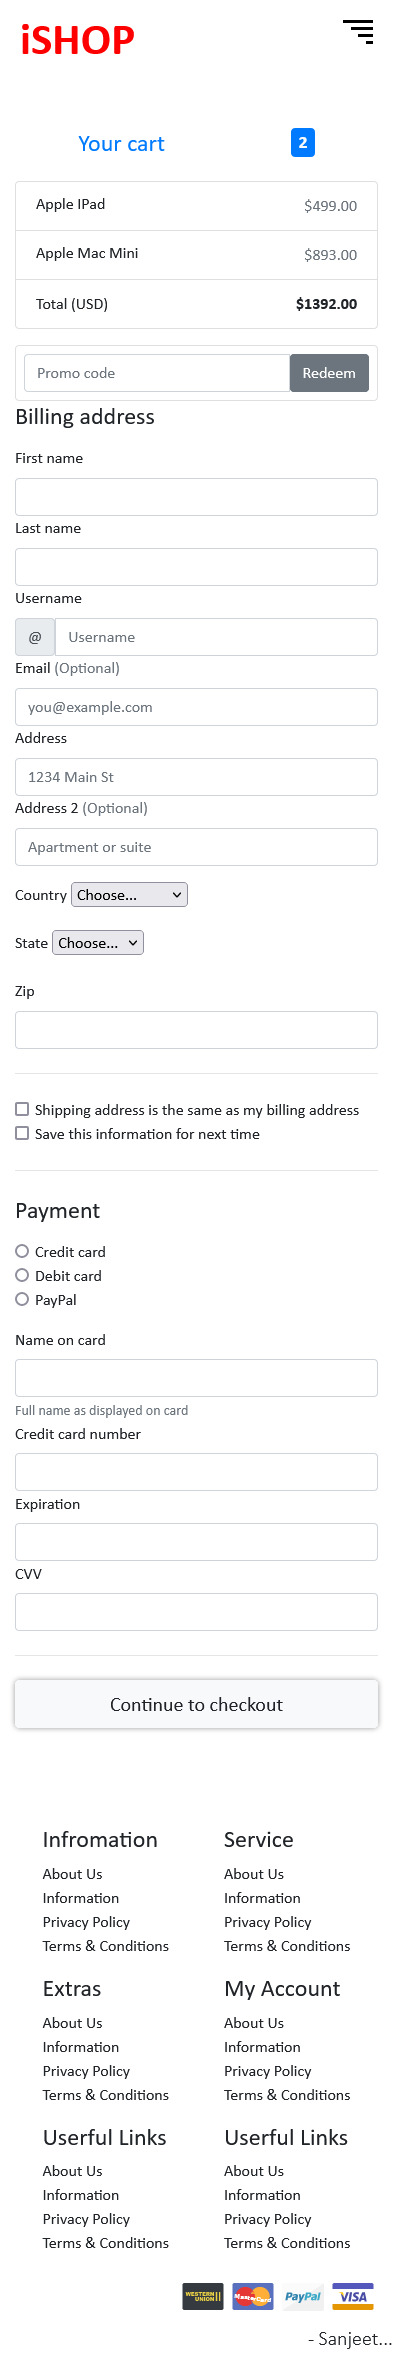 iSHOP
Your cart 2
Apple IPad $499.00
Apple Mac Mini $893.00
Total (USD) $1392.00
Promo code Redeem
Billing address
First name
Last name
Username
@ Username
Email (Optional)
you@example.com
Address
1234 Main St
Address 2 (Optional)
Apartment or suite
Country Choose...
State Choose...
Zip
Shipping address is the same as my billing address
Save this information for next time
Payment
Credit card
Debit card
PayPal
Name on card
Full name as displayed on card
Credit card number
Expiration
CVV
Continue to checkout
Infromation Service
About Us About Us
Information Information
Privacy Policy Privacy Policy
Terms & Conditions Terms & Conditions
Extras My Account
About Us About Us
Information Information
Privacy Policy Privacy Policy
Terms & Conditions Terms & Conditions
Userful Links Userful Links
About Us About Us
Information Information
Privacy Policy Privacy Policy
Terms & Conditions Terms & Conditions
WESTERN UNION MasterCard PayPal VISA
- Sanjeet...